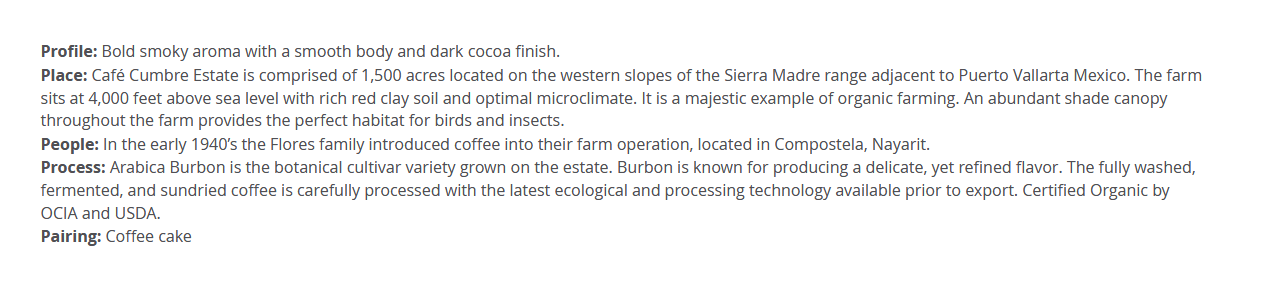 Profile: Bold smoky aroma with a smooth body and dark cocoa finish.
Place: Café Cumbre Estate is comprised of 1,500 acres located on the western slopes of the Sierra Madre range adjacent to Puerto Vallarta Mexico. The farm
sits at 4,000 feet above sea level with rich red clay soil and optimal microclimate. It is a majestic example of organic farming. An abundant shade canopy
throughout the farm provides the perfect habitat for birds and insects.
People: In the early 1940’s the Flores family introduced coffee into their farm operation, located in Compostela, Nayarit.
Process: Arabica Burbon is the botanical cultivar variety grown on the estate. Burbon is known for producing a delicate, yet refined flavor. The fully washed,
fermented, and sundried coffee is carefully processed with the latest ecological and processing technology available prior to export. Certified Organic by
OCIA and USDA.
Pairing: Coffee cake